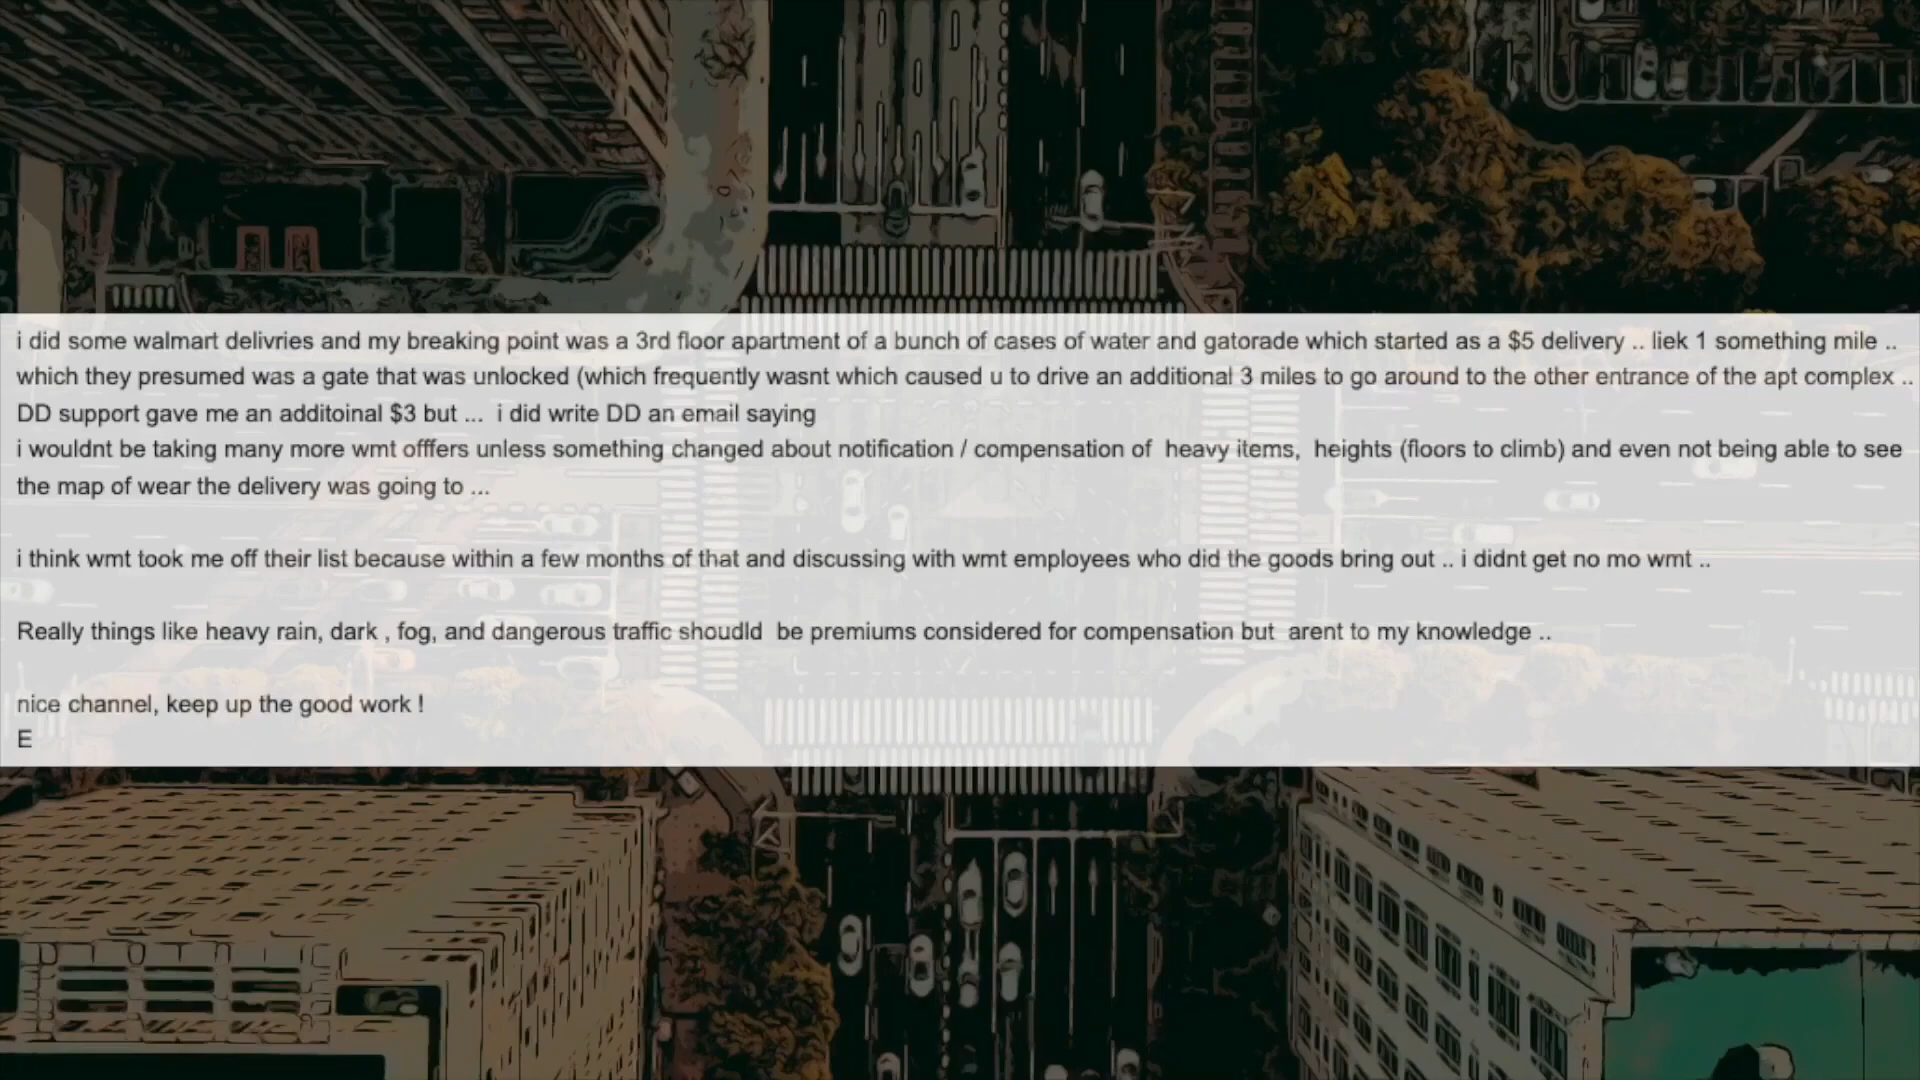 i did some walmart delivries and my breaking point was a 3rd floor apartment of a bunch of cases of water and gatorade which started as a $5 delivery .. liek 1 something mile ..
which they presumed was a gate that was unlocked (which frequently wasnt which caused u to drive an additional 3 miles to go around to the other entrance of the apt complex ..
DD support gave me an additoinal $3 but ... i did write DD an email saying
i wouldnt be taking many more wmt offfers unless something changed about notification / compensation of heavy items, heights (floors to climb) and even not being able to see
the map of wear the delivery was going to ...
i think wmt took me off their list because within a few months of that and discussing with wmt employees who did the goods bring out .. i didnt get no mo wmt ..
Really things like heavy rain, dark , fog, and dangerous traffic shoudld be premiums considered for compensation but arent to my knowledge ..
nice channel, keep up the good work !
E